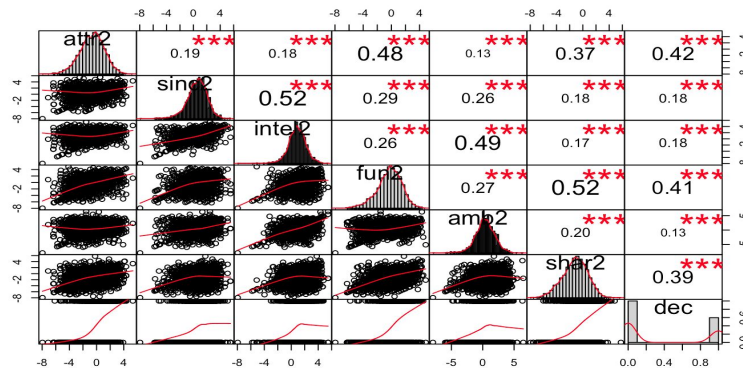 -8 -4 0 4 -8 -4 0 4 -4 0 4
attr2 *** 0.19 *** 0.18 *** 0.48 *** 0.13 *** 0.37 *** 0.42
4 -2 -8 sinc2 *** 0.52 *** 0.29 *** 0.26 *** 0.18 *** 0.18
inte2 *** 0.26 *** 0.49 *** 0.17 *** 0.18
4 -2 -8 fun2 *** 0.27 *** 0.52 *** 0.41
amb2 *** 0.20 *** 0.13
4 -2 -8 shar2 *** 0.39
dec
-8 -4 0 4 -8 -4 0 4 -5 0 5 0.0 0.4 0.8